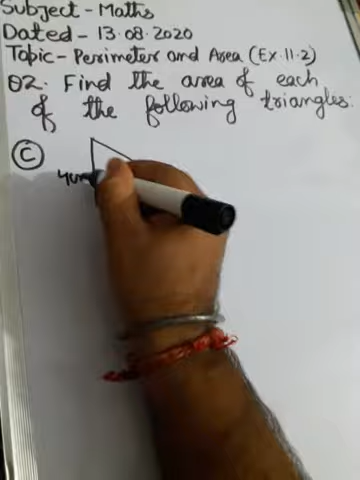 Subject - Maths
Dated - 13.08.2020
Topic - Perimeter and Area (Ex.11.2)
Q2. Find the area of each
of the following triangles.
C
4cm